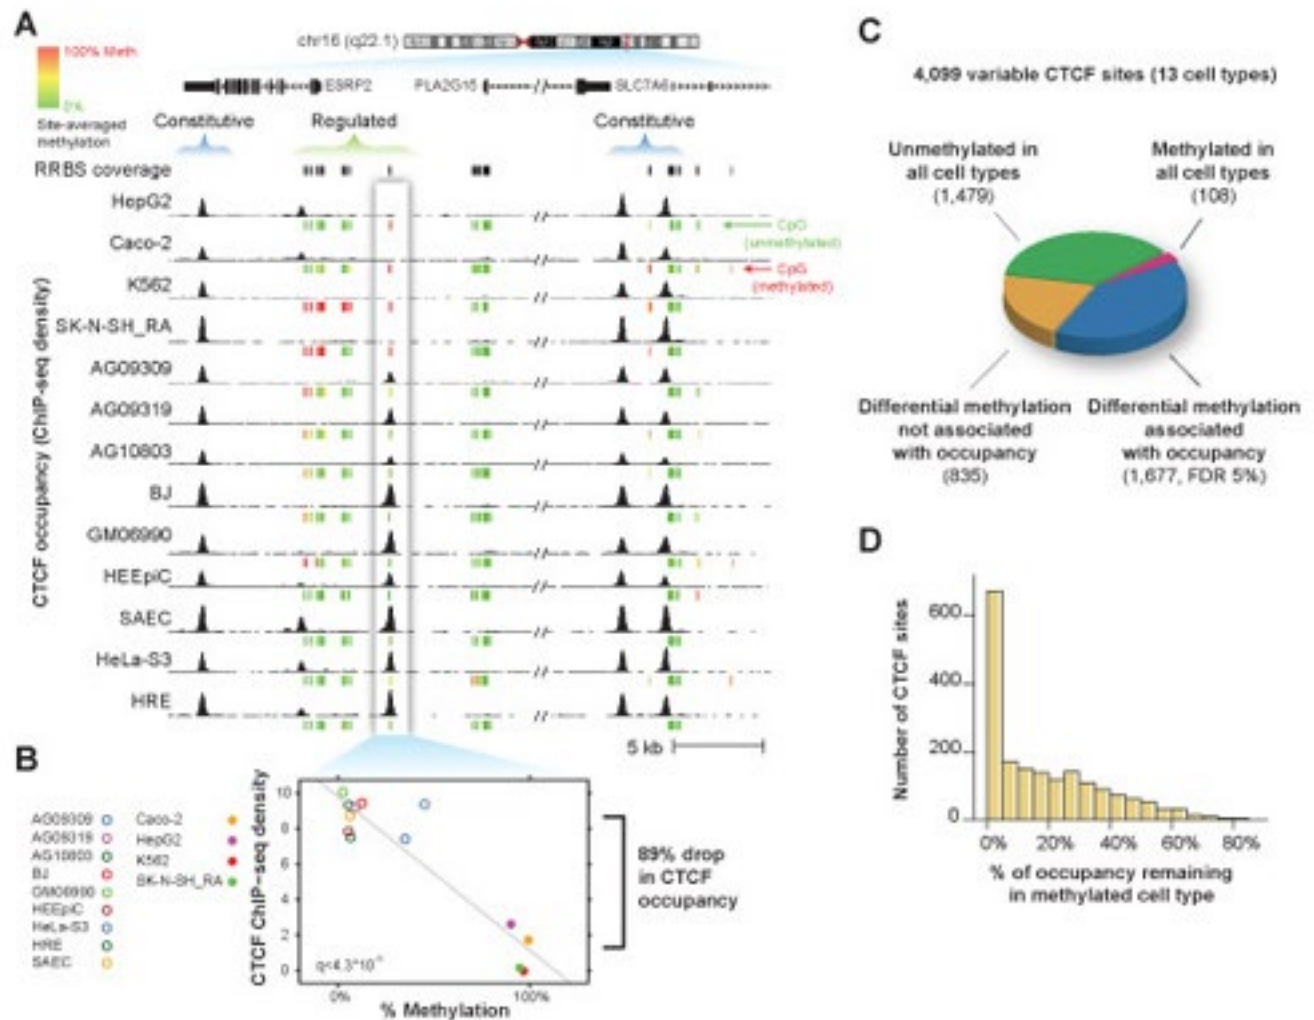 A
chr16 (q22.1)
100% Meth.
0%
Site-averaged
methylation
ESRP2
PLA2G15
SLC7A6
Constitutive
Regulated
Constitutive
RRBS coverage
CTCF occupancy (ChIP-seq density)
HepG2
CpG
(unmethylated)
Caco-2
CpG
(methylated)
K562
SK-N-SH_RA
AG09309
AG09319
AG10803
BJ
GM06990
HEEpiC
SAEC
HeLa-S3
HRE
5 kb
B
AG09309
AG09319
AG10803
BJ
GM06990
HEEpiC
HeLa-S3
HRE
SAEC
Caco-2
HepG2
K562
SK-N-SH_RA
CTCF ChIP-seq density
10
8
6
4
2
0
0%
100%
% Methylation
89% drop
in CTCF
occupancy
C
4,099 variable CTCF sites (13 cell types)
Unmethylated in
all cell types
(1,479)
Methylated in
all cell types
(108)
Differential methylation
not associated
with occupancy
(835)
Differential methylation
associated
with occupancy
(1,677, FDR 5%)
D
Number of CTCF sites
600
400
200
0
0%
20%
40%
60%
80%
% of occupancy remaining
in methylated cell type